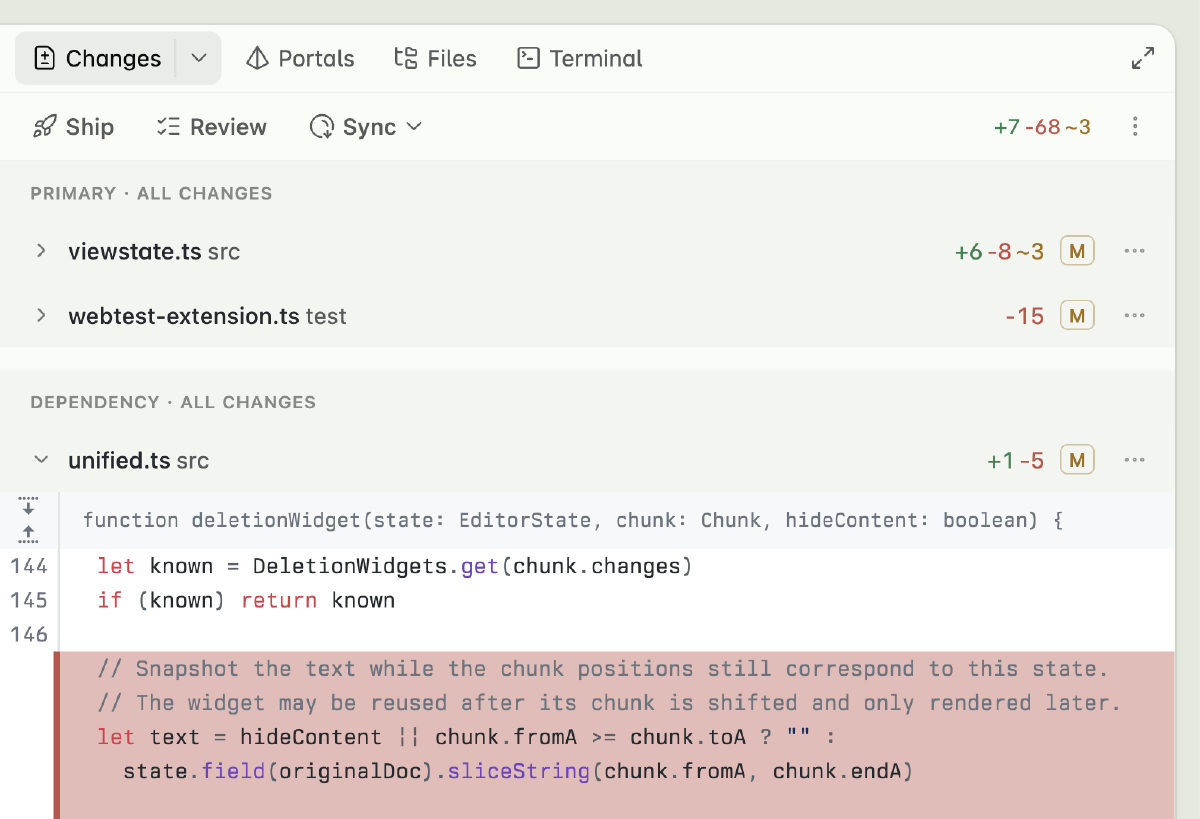 Changes Portals Files Terminal
Ship Review Sync +7 -68 ~3
PRIMARY · ALL CHANGES
viewstate.ts src +6 -8 ~3 M
webtest-extension.ts test -15 M
DEPENDENCY · ALL CHANGES
unified.ts src +1 -5 M
function deletionWidget(state: EditorState, chunk: Chunk, hideContent: boolean) {
144 let known = DeletionWidgets.get(chunk.changes)
145 if (known) return known
146
// Snapshot the text while the chunk positions still correspond to this state.
// The widget may be reused after its chunk is shifted and only rendered later.
let text = hideContent || chunk.fromA >= chunk.toA ? "" :
state.field(originalDoc).sliceString(chunk.fromA, chunk.endA)